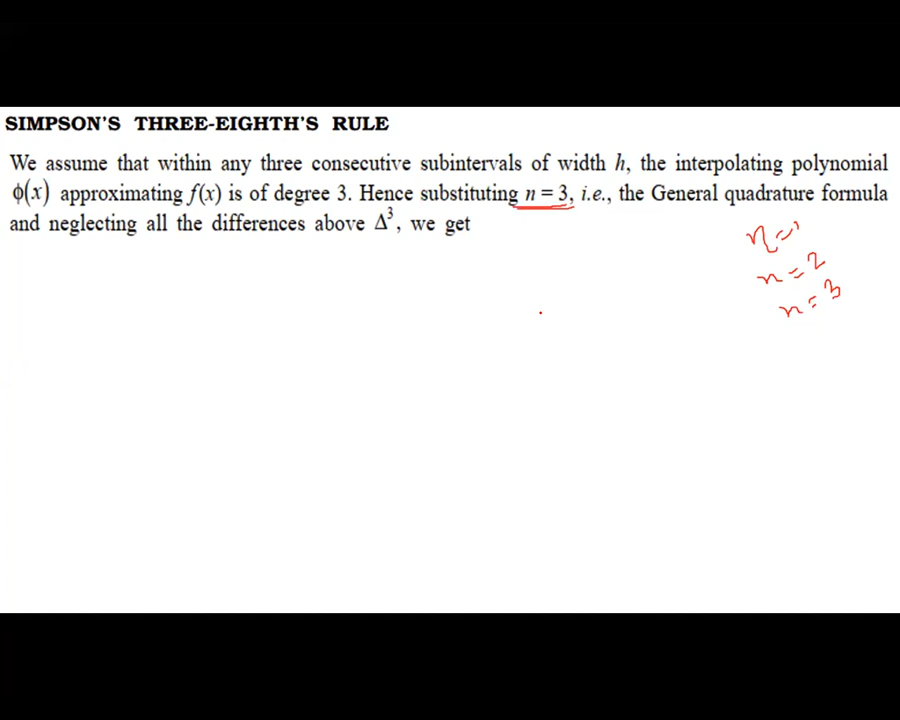 SIMPSON'S THREE-EIGHTH'S RULE
We assume that within any three consecutive subintervals of width h, the interpolating polynomial
ϕ(x) approximating f(x) is of degree 3. Hence substituting n = 3, i.e., the General quadrature formula
and neglecting all the differences above Δ³, we get
n=1
n=2
n=3